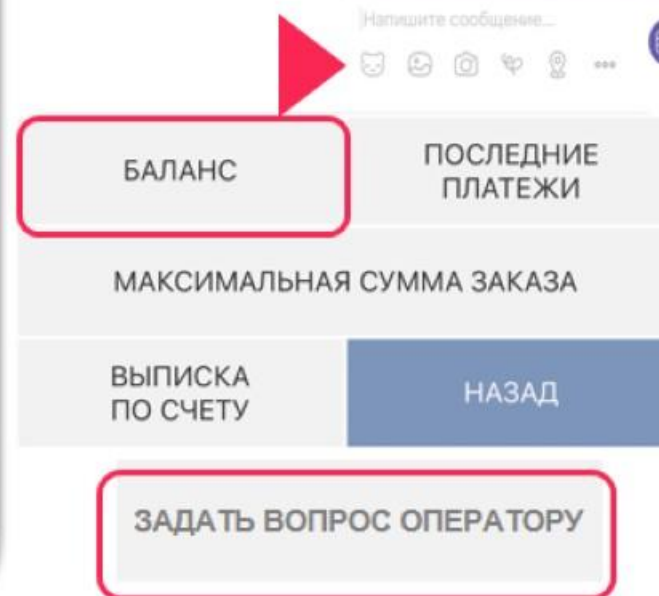 Напишите сообщение...
БАЛАНС
ПОСЛЕДНИЕ
ПЛАТЕЖИ
МАКСИМАЛЬНАЯ СУММА ЗАКАЗА
ВЫПИСКА
ПО СЧЕТУ
НАЗАД
ЗАДАТЬ ВОПРОС ОПЕРАТОРУ